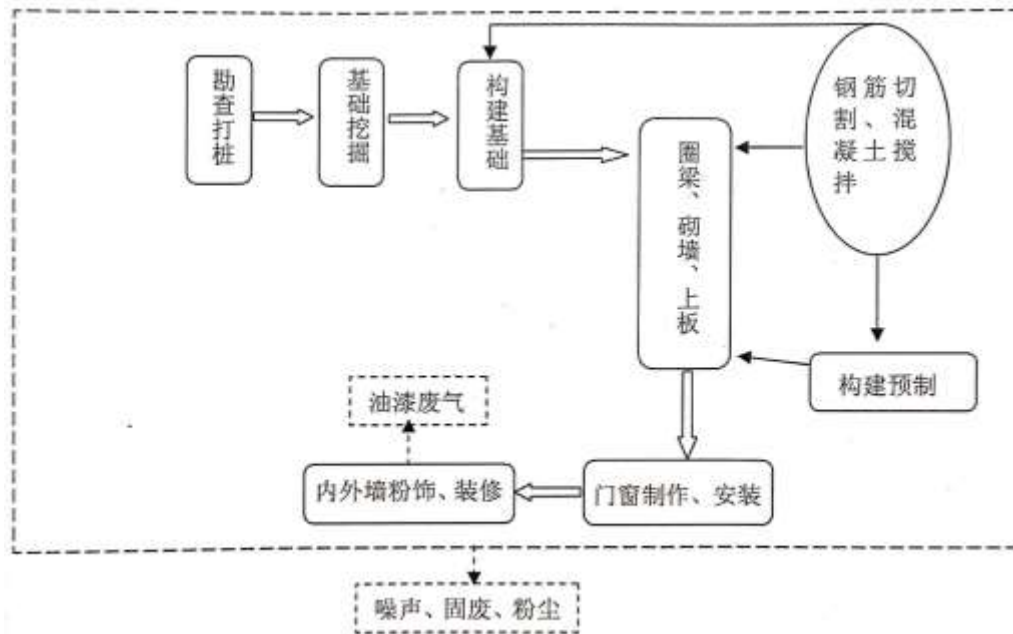 勘查打桩
基础挖掘
构建基础
钢筋切
割、混
凝土搅
拌
圈梁、砌墙、上板
构建预制
油漆废气
内外墙粉饰、装修
门窗制作、安装
噪声、固废、粉尘